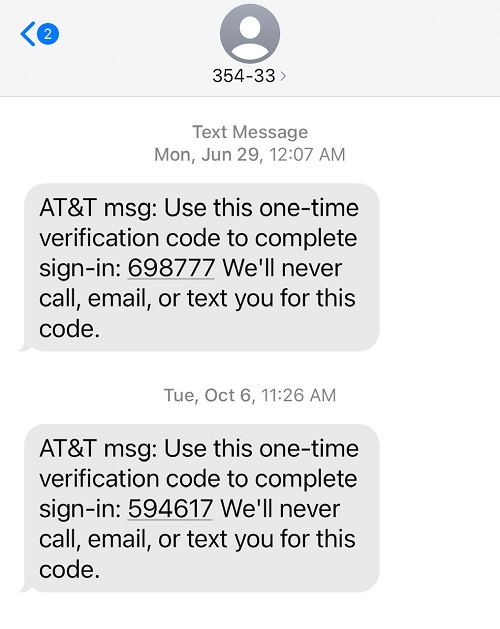 2
354-33
Text Message
Mon, Jun 29, 12:07 AM
AT&T msg: Use this one-time
verification code to complete
sign-in: 698777 We'll never
call, email, or text you for this
code.
Tue, Oct 6, 11:26 AM
AT&T msg: Use this one-time
verification code to complete
sign-in: 594617 We'll never
call, email, or text you for this
code.